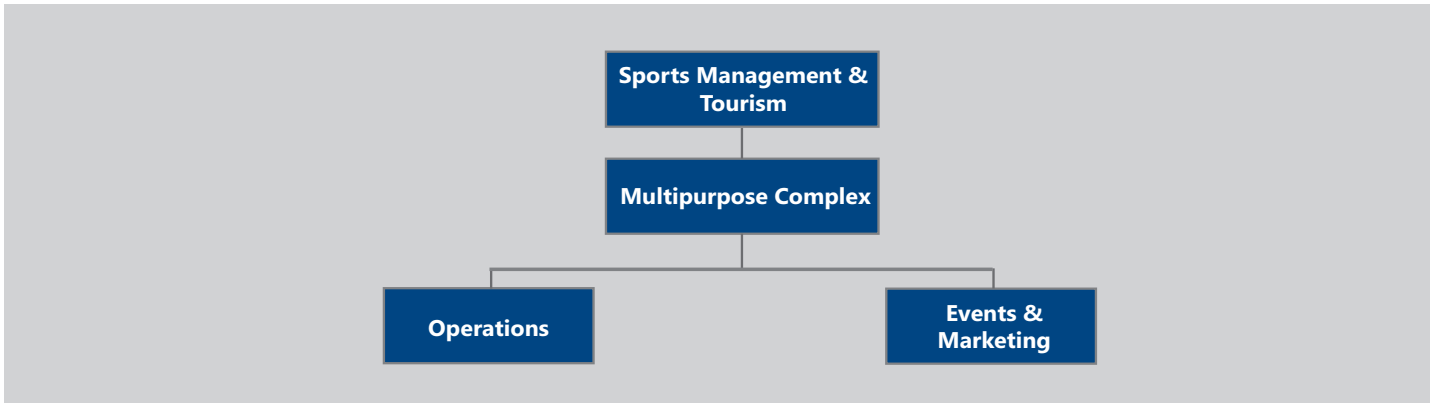 Sports Management &
Tourism
Multipurpose Complex
Operations
Events &
Marketing